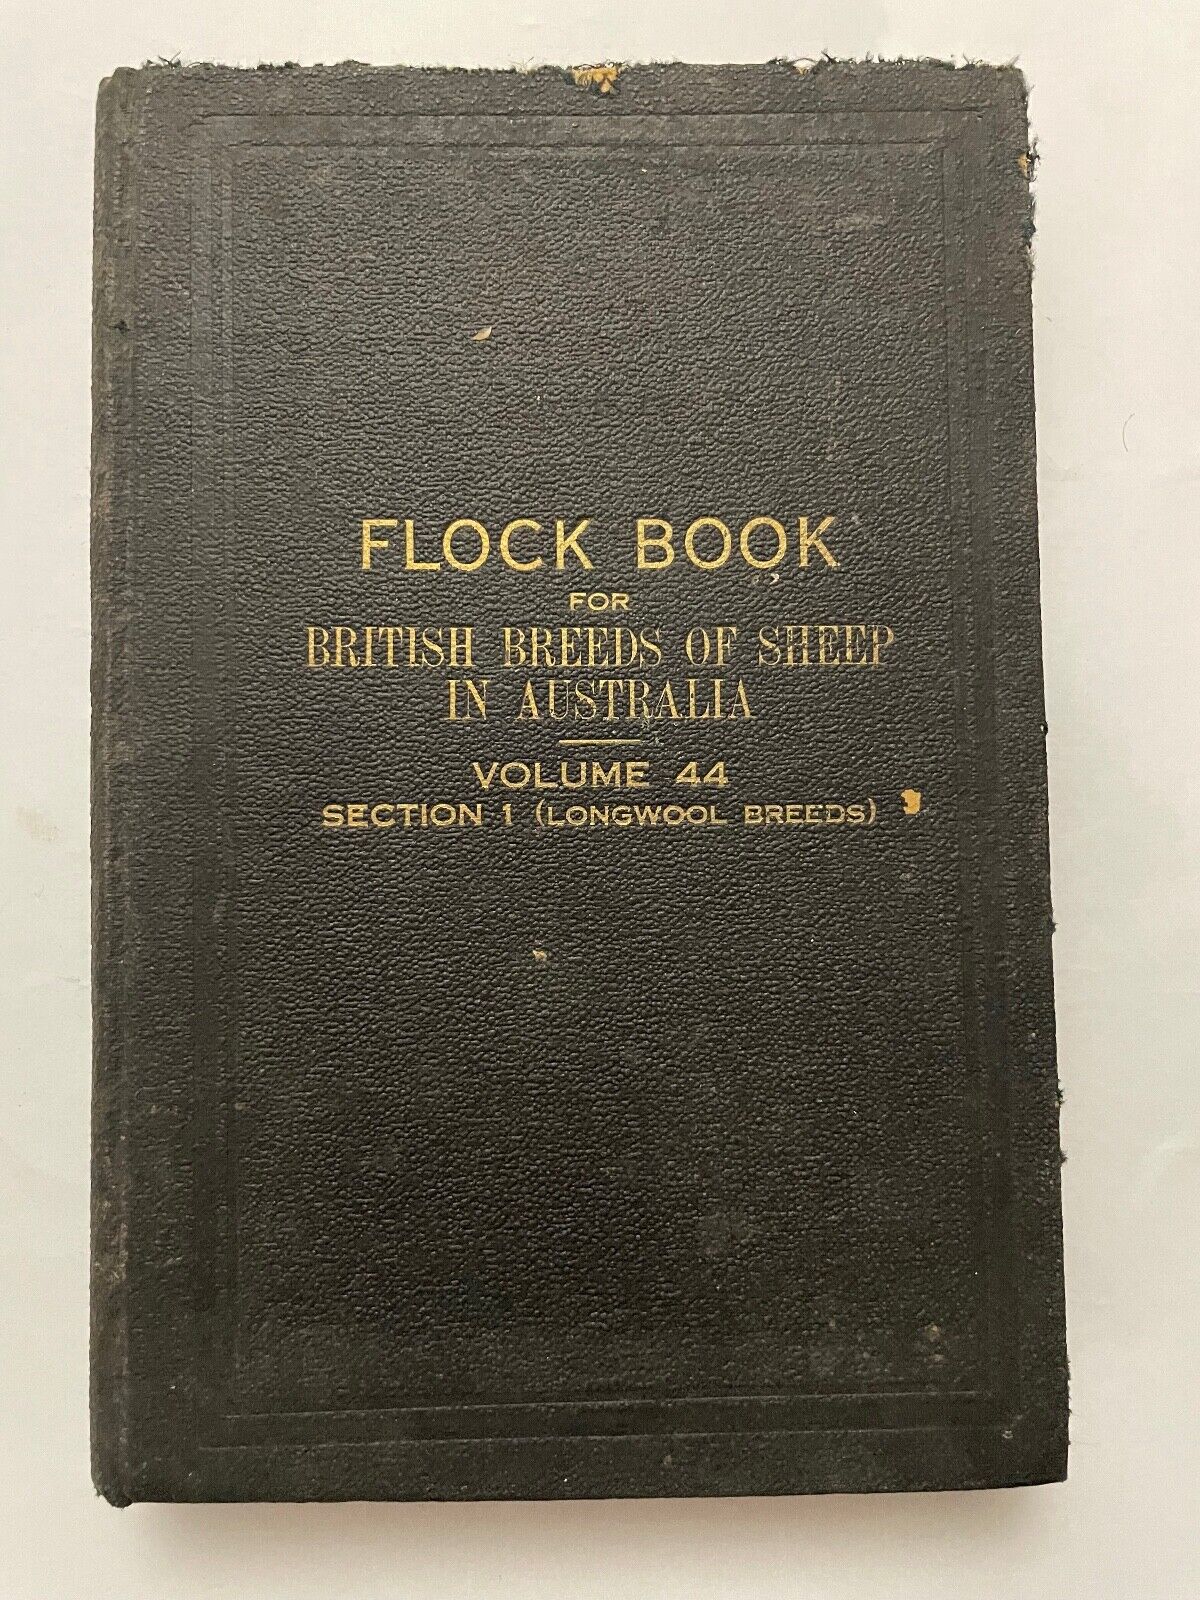 FLOCK BOOK
FOR
BRITISH BREEDS OF SHEEP
IN AUSTRALIA
VOLUME 44
SECTION 1 (LONGWOOL BREEDS)